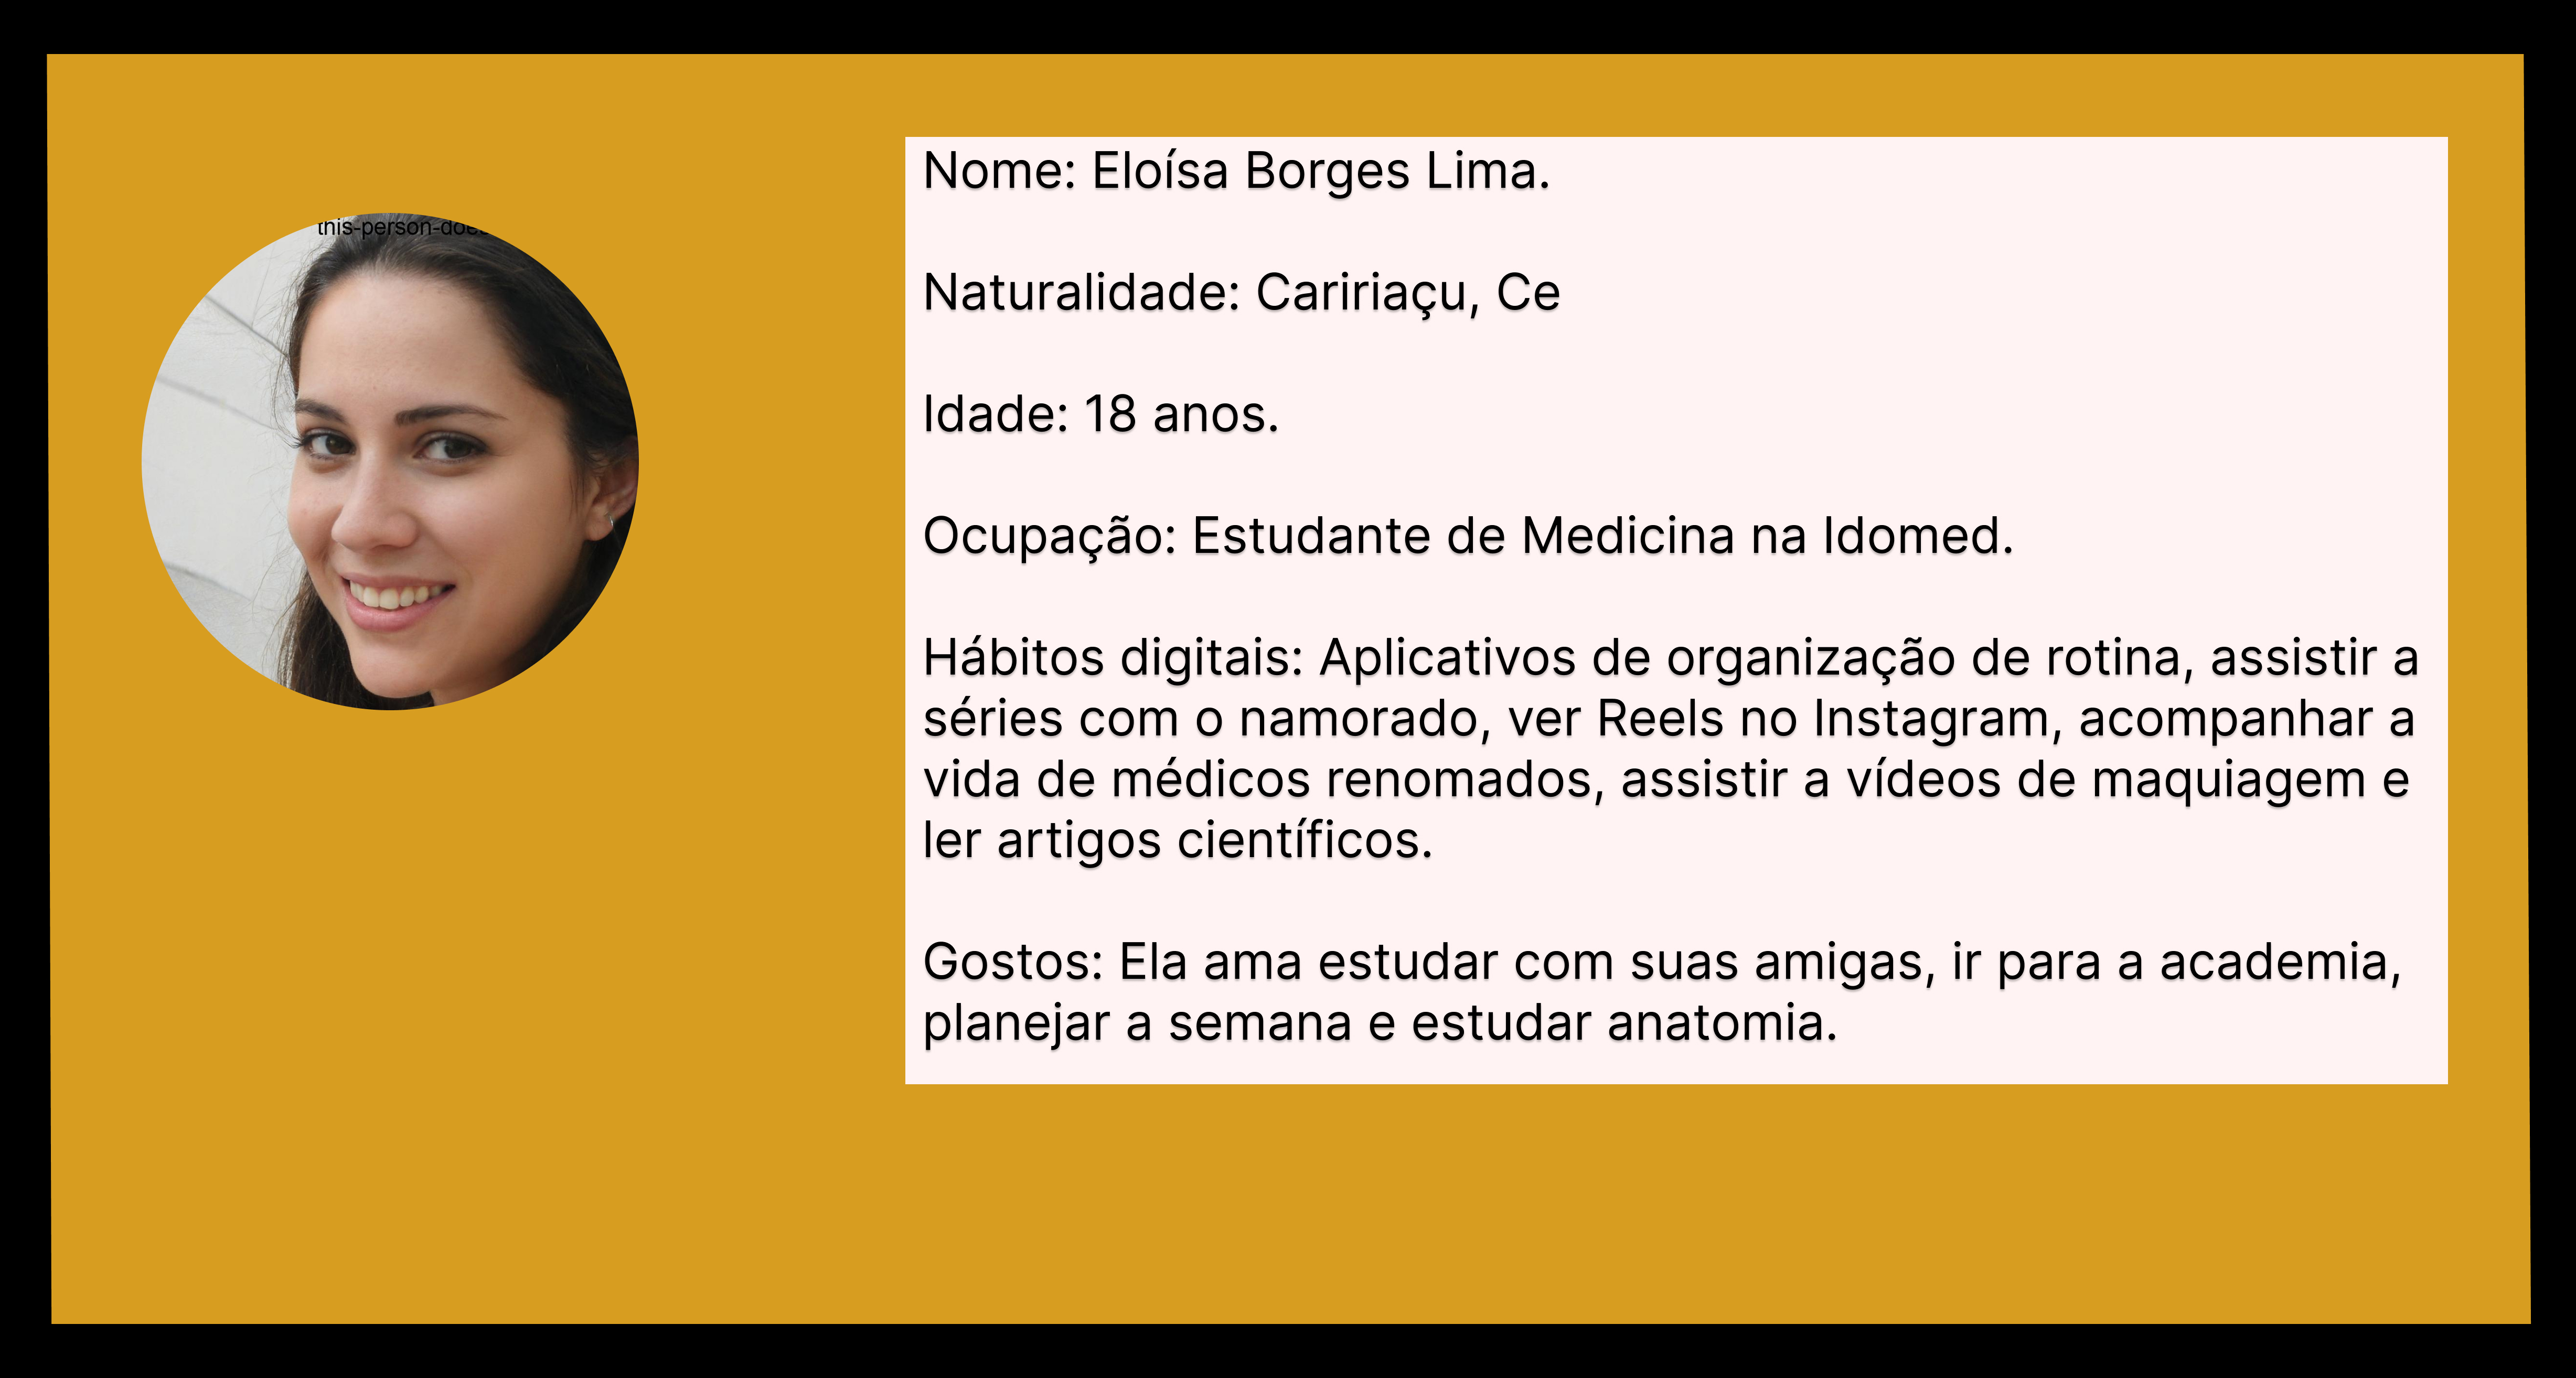 this-person-does
Nome: Eloísa Borges Lima.
Naturalidade: Caririaçu, Ce
Idade: 18 anos.
Ocupação: Estudante de Medicina na Idomed.
Hábitos digitais: Aplicativos de organização de rotina, assistir a
séries com o namorado, ver Reels no Instagram, acompanhar a
vida de médicos renomados, assistir a vídeos de maquiagem e
ler artigos científicos.
Gostos: Ela ama estudar com suas amigas, ir para a academia,
planejar a semana e estudar anatomia.